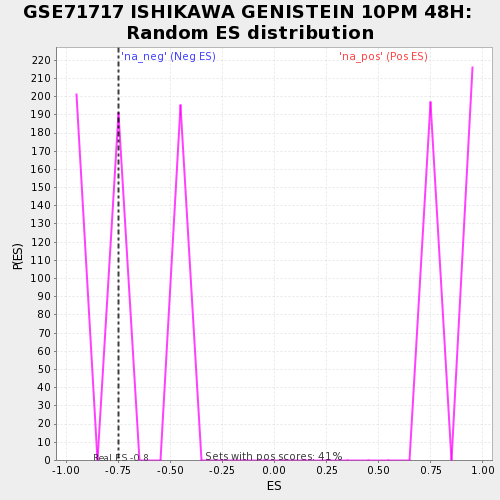 GSE71717 ISHIKAWA GENISTEIN 10PM 48H:
Random ES distribution
'na_neg' (Neg ES)
'na_pos' (Pos ES)
220
210
200
190
180
170
160
150
140
130
120
110
100
90
80
70
60
50
40
30
20
10
0
P(ES)
Real ES -0.8
Sets with pos scores: 41%
-1.00 -0.75 -0.50 -0.25 0.00 0.25 0.50 0.75 1.00
ES